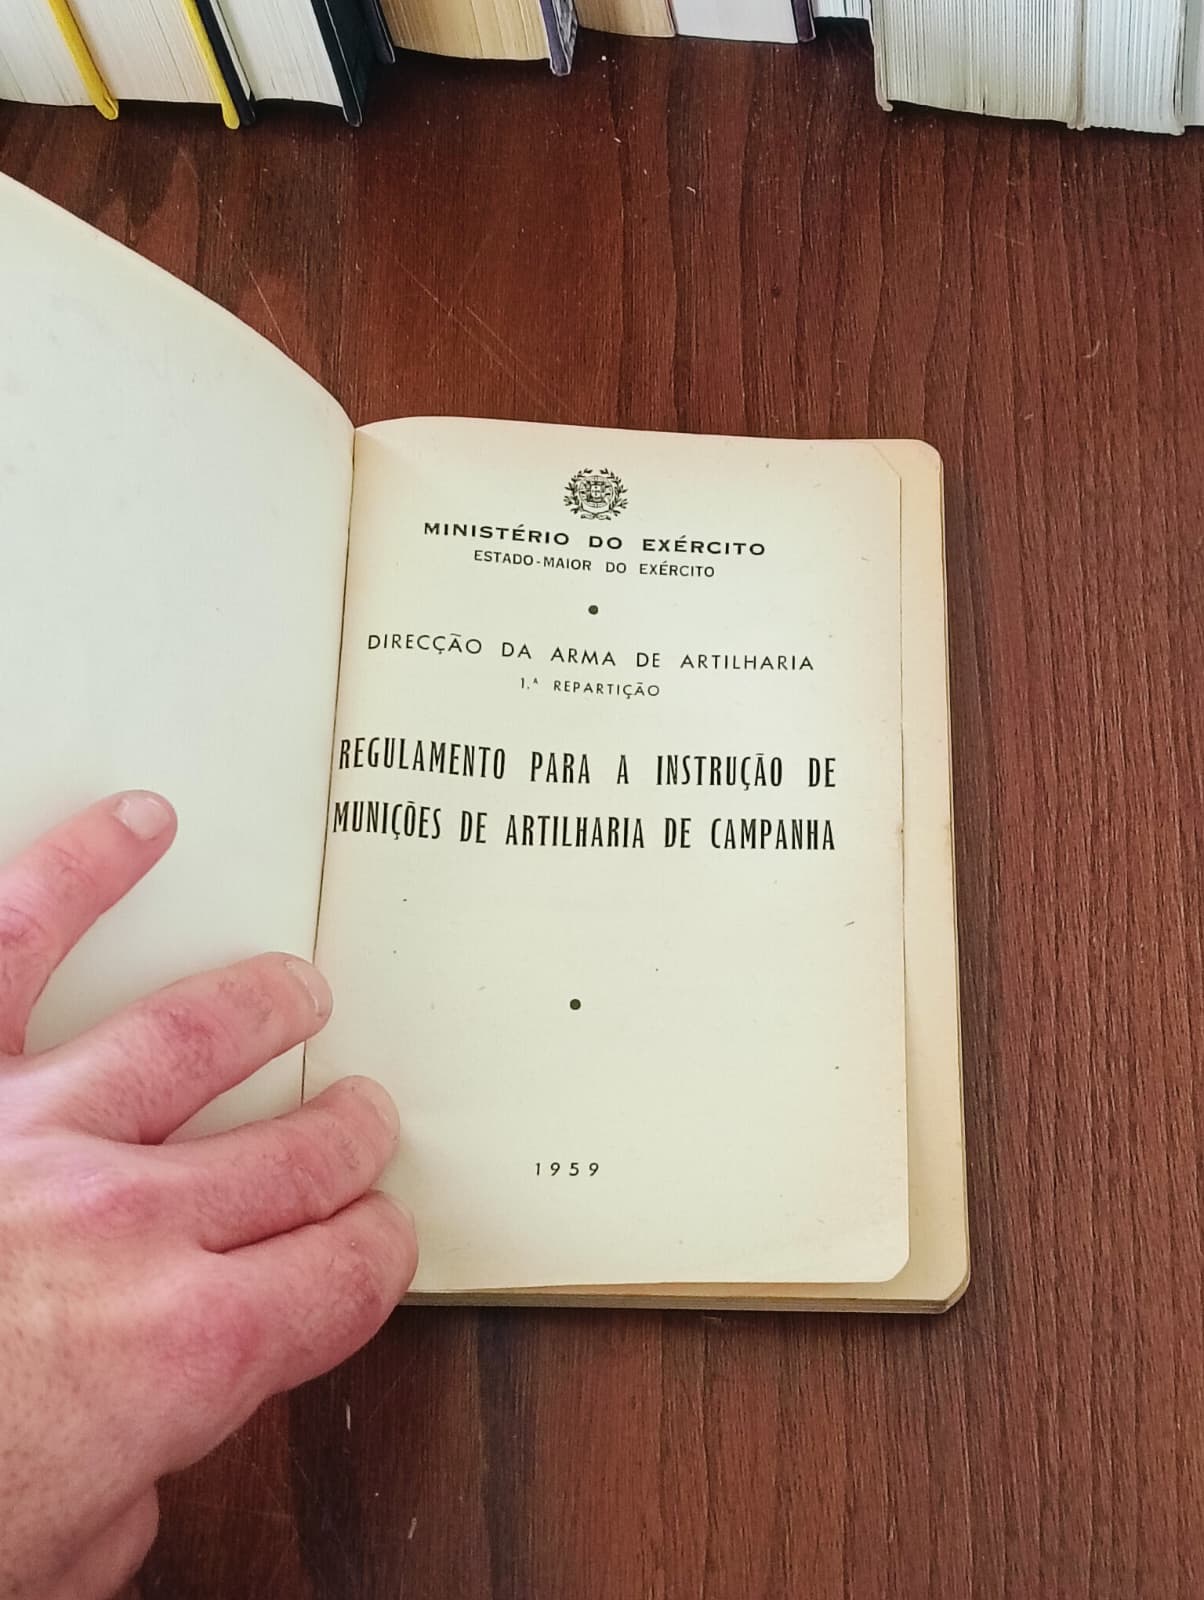 MINISTÉRIO DO EXÉRCITO
ESTADO-MAIOR DO EXÉRCITO
DIRECÇÃO DA ARMA DE ARTILHARIA
1.ᴬ REPARTIÇÃO
REGULAMENTO PARA A INSTRUÇÃO DE
MUNIÇÕES DE ARTILHARIA DE CAMPANHA
1959